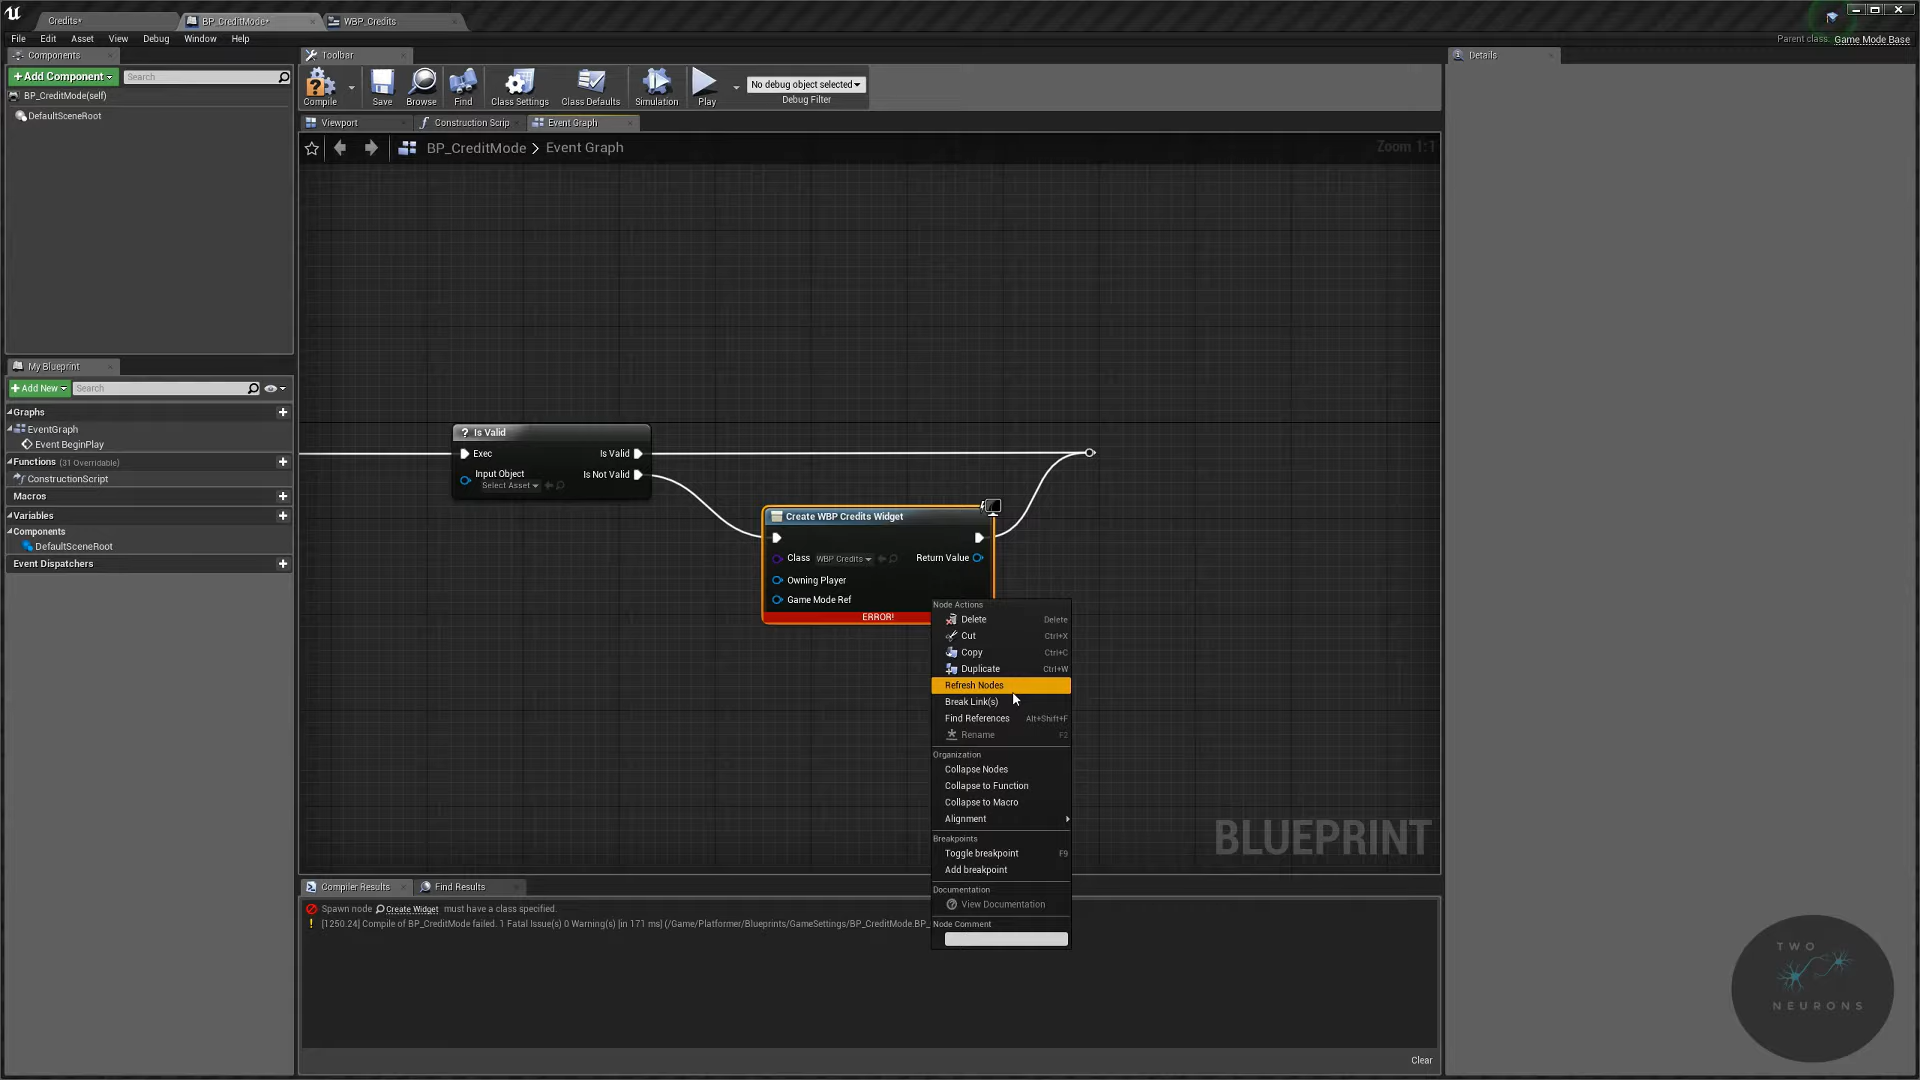 Credits*
BP_CreditMode*
WBP_Credits
File Edit Asset View Debug Window Help
Parent class: Game Mode Base
Components
+Add Component
Search
BP_CreditMode(self)
DefaultSceneRoot
Toolbar
Compile
Save
Browse
Find
Class Settings
Class Defaults
Simulation
Play
No debug object selected
Debug Filter
Details
Viewport
Construction Scrip
Event Graph
BP_CreditMode > Event Graph
Zoom 1:1
My Blueprint
+Add New
Search
Graphs
EventGraph
Event BeginPlay
Functions (31 Overridable)
ConstructionScript
Macros
Variables
Components
DefaultSceneRoot
Event Dispatchers
? Is Valid
Exec
Is Valid
Input Object
Select Asset
Is Not Valid
Create WBP Credits Widget
Class WBP Credits
Return Value
Owning Player
Game Mode Ref
ERROR!
Node Actions
Delete Delete
Cut Ctrl+X
Copy Ctrl+C
Duplicate Ctrl+W
Refresh Nodes
Break Link(s)
Find References Alt+Shift+F
Rename F2
Organization
Collapse Nodes
Collapse to Function
Collapse to Macro
Alignment
Breakpoints
Toggle breakpoint F9
Add breakpoint
Documentation
View Documentation
Node Comment
BLUEPRINT
Compiler Results
Find Results
Spawn node Create Widget must have a class specified.
[1250.24] Compile of BP_CreditMode failed. 1 Fatal Issue(s) 0 Warning(s) [in 171 ms] (/Game/Platformer/Blueprints/GameSettings/BP_CreditMode.BP_
Clear
TWO
NEURONS